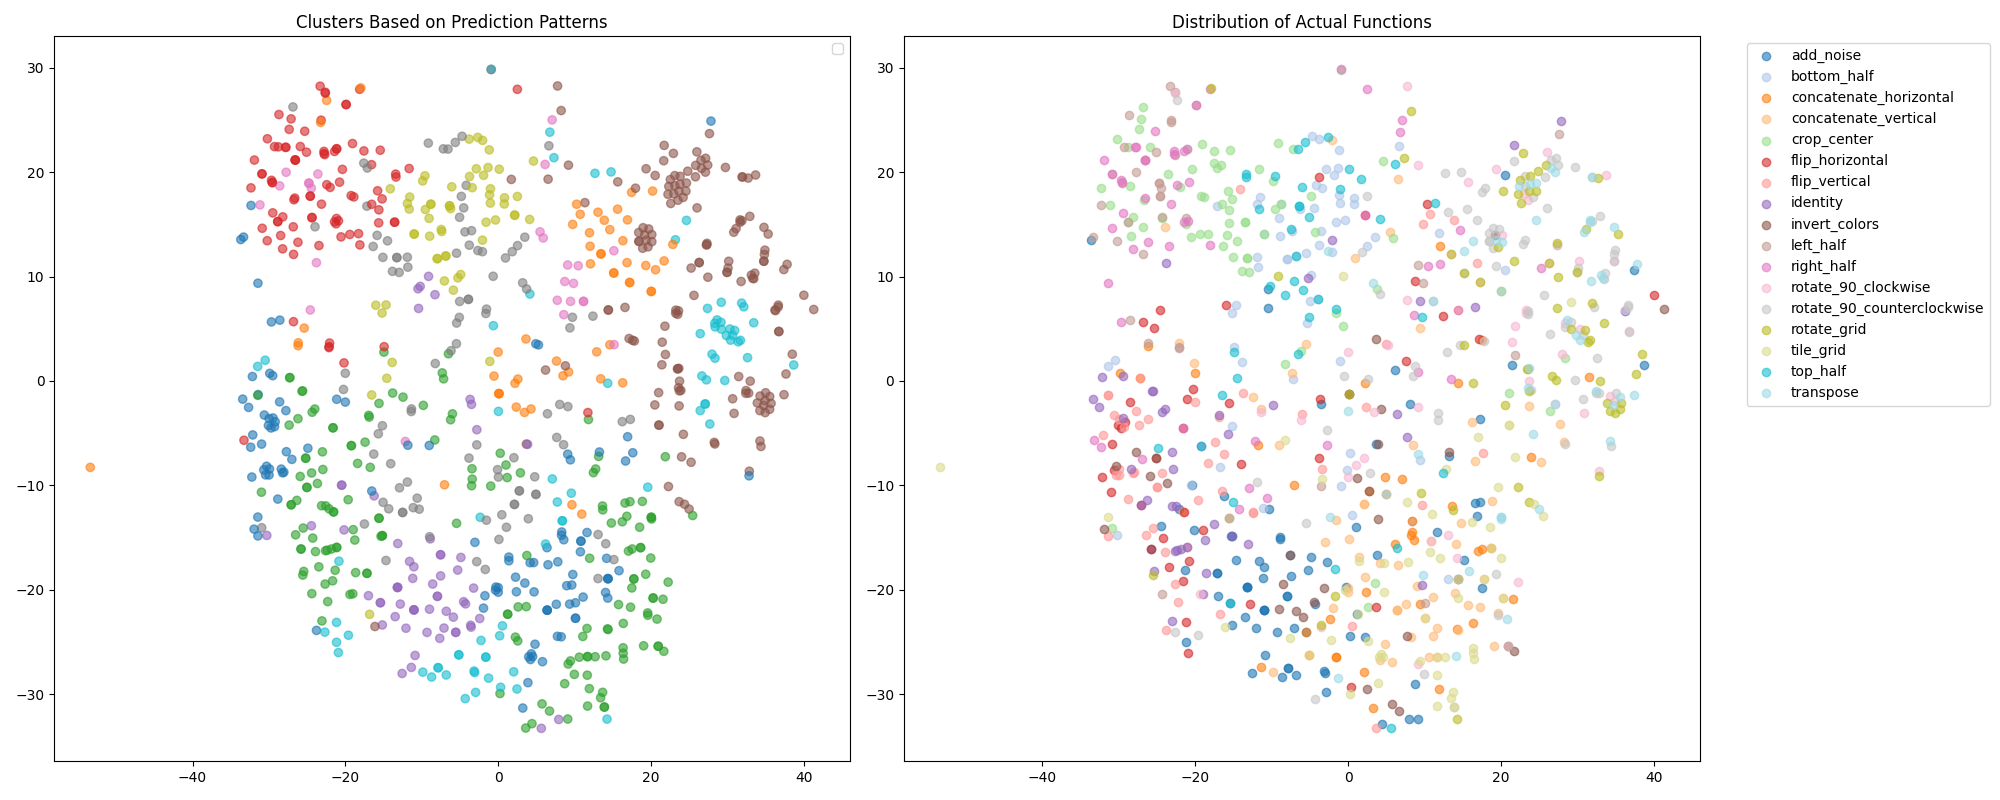 Clusters Based on Prediction Patterns
30
20
10
0
−10
−20
−30
−40
−20
0
20
40
Distribution of Actual Functions
30
20
10
0
−10
−20
−30
−40
−20
0
20
40
add_noise
bottom_half
concatenate_horizontal
concatenate_vertical
crop_center
flip_horizontal
flip_vertical
identity
invert_colors
left_half
right_half
rotate_90_clockwise
rotate_90_counterclockwise
rotate_grid
tile_grid
top_half
transpose